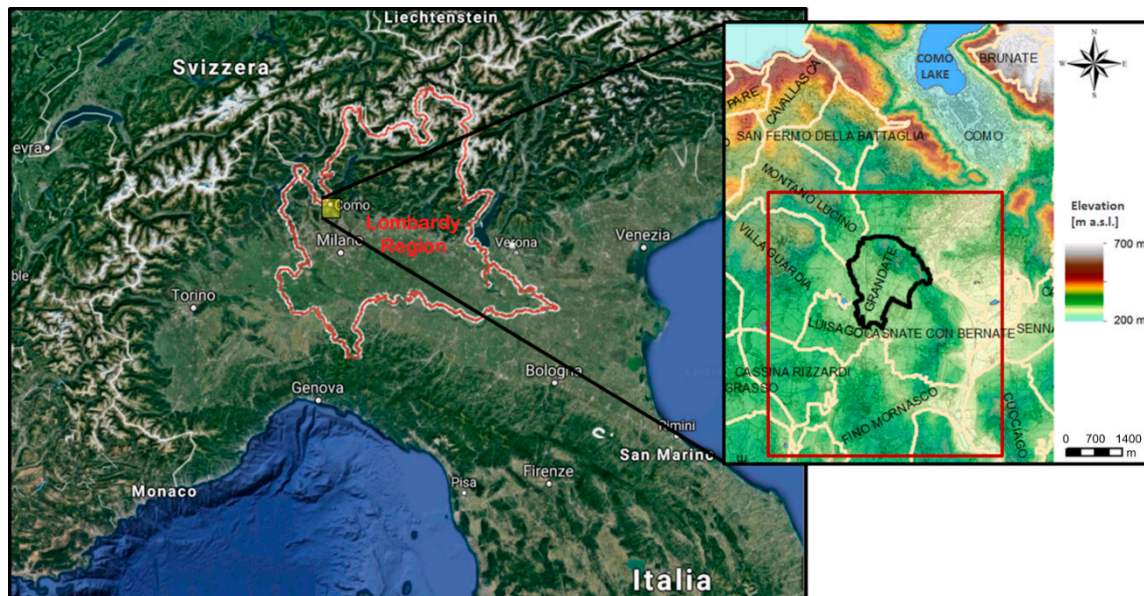 Liechtenstein
Svizzera
evra
Como
Lombardy
Region
Milano
Verona
Venezia
ble
Torino
Bologna
Genova
Rimini
San Marino
Monaco
Firenze
Pisa
Italia
COMO
LAKE
BRUNATE
N
W
E
S
PARE
CAVALLASCA
SAN FERMO DELLA BATTAGLIA
COMO
MONTANO LUCINO
VILLA GUARDIA
GRANDATE
LUISAGOCASNATE CON BERNATE
SENNA
CASSINA RIZZARDI
GRASSO
FINO MORNASCO
CUCCIAGO
Elevation
[m a.s.l.]
700 m
200 m
0 700 1400
m